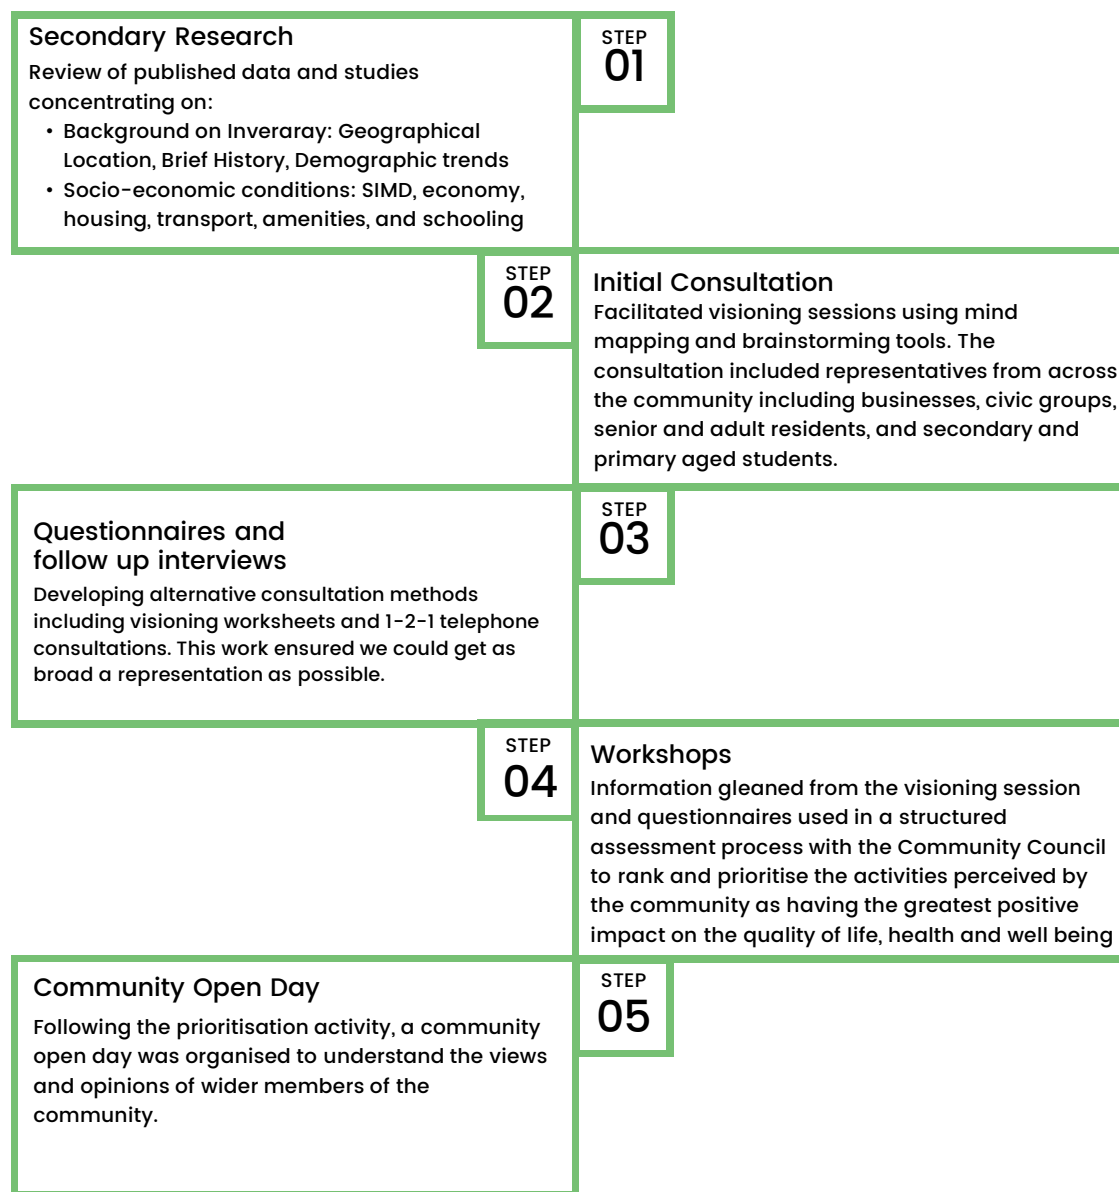 Secondary Research
Review of published data and studies
concentrating on:
• Background on Inveraray: Geographical
Location, Brief History, Demographic trends
• Socio-economic conditions: SIMD, economy,
housing, transport, amenities, and schooling
STEP
01
STEP
02
Initial Consultation
Facilitated visioning sessions using mind
mapping and brainstorming tools. The
consultation included representatives from across
the community including businesses, civic groups,
senior and adult residents, and secondary and
primary aged students.
Questionnaires and
follow up interviews
Developing alternative consultation methods
including visioning worksheets and 1-2-1 telephone
consultations. This work ensured we could get as
broad a representation as possible.
STEP
03
STEP
04
Workshops
Information gleaned from the visioning session
and questionnaires used in a structured
assessment process with the Community Council
to rank and prioritise the activities perceived by
the community as having the greatest positive
impact on the quality of life, health and well being
Community Open Day
Following the prioritisation activity, a community
open day was organised to understand the views
and opinions of wider members of the
community.
STEP
05